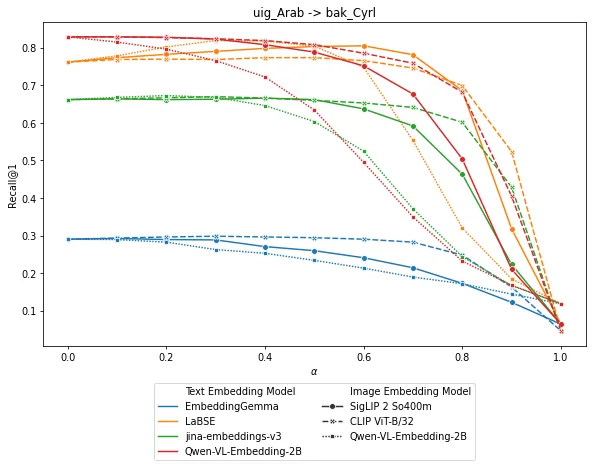 uig_Arab -> bak_Cyrl
Recall@1
0.8
0.7
0.6
0.5
0.4
0.3
0.2
0.1
0.0 0.2 0.4 0.6 0.8 1.0
α
Text Embedding Model
EmbeddingGemma
LaBSE
jina-embeddings-v3
Qwen-VL-Embedding-2B
Image Embedding Model
SigLIP 2 So400m
CLIP ViT-B/32
Qwen-VL-Embedding-2B